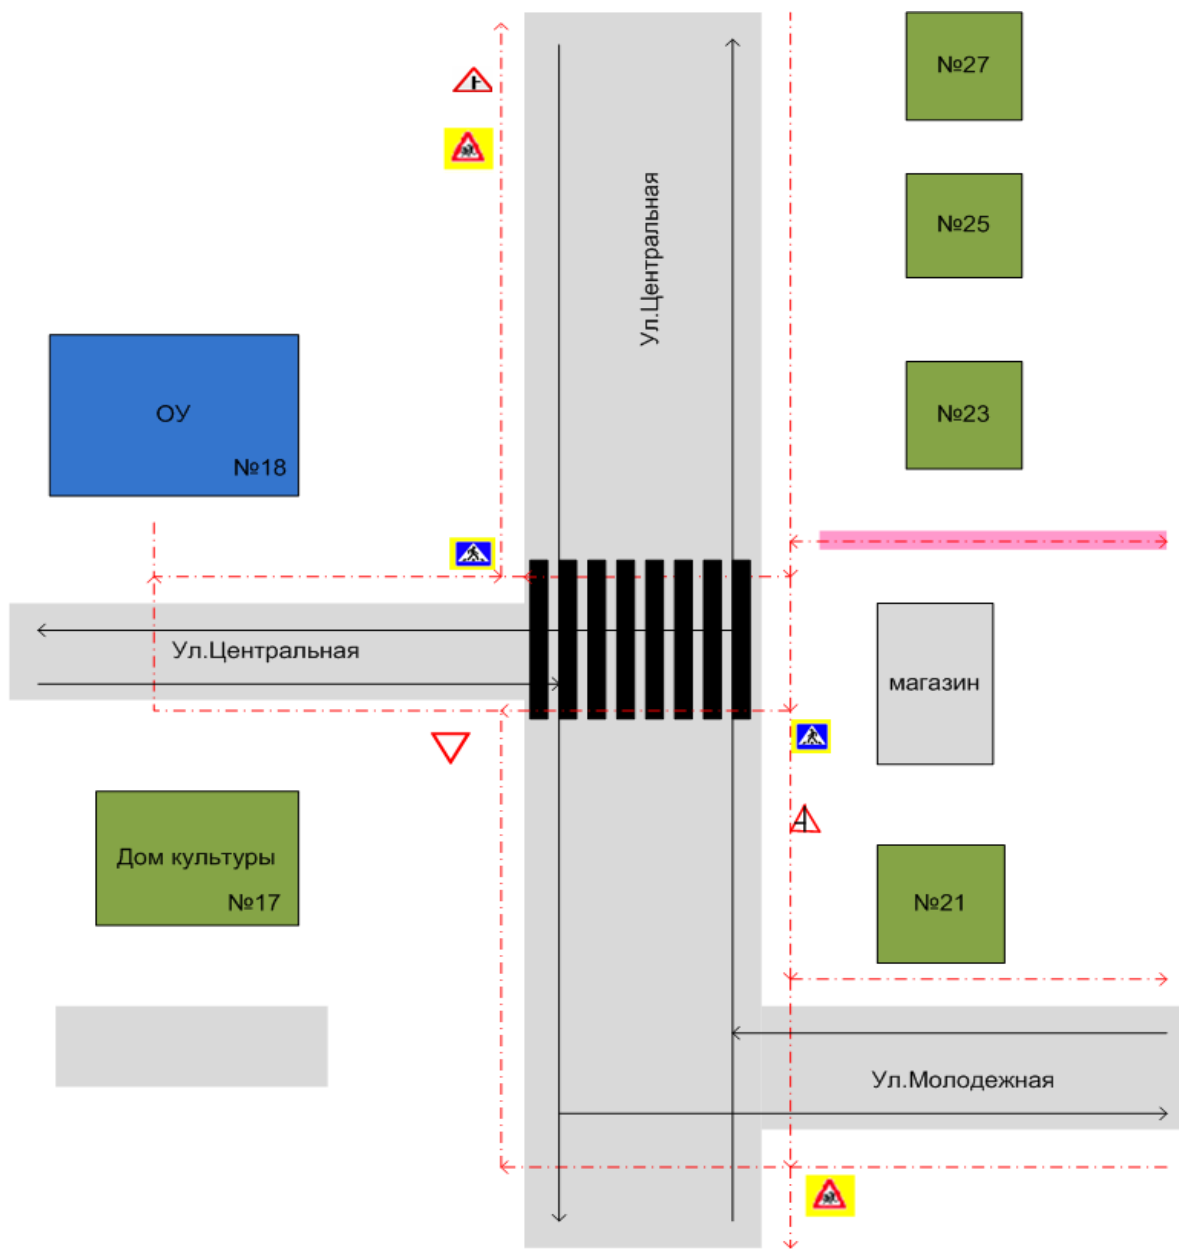 №27
Ул.Центральная
№25
ОУ
№18
№23
Ул.Центральная
магазин
Дом культуры
№17
№21
Ул.Молодежная